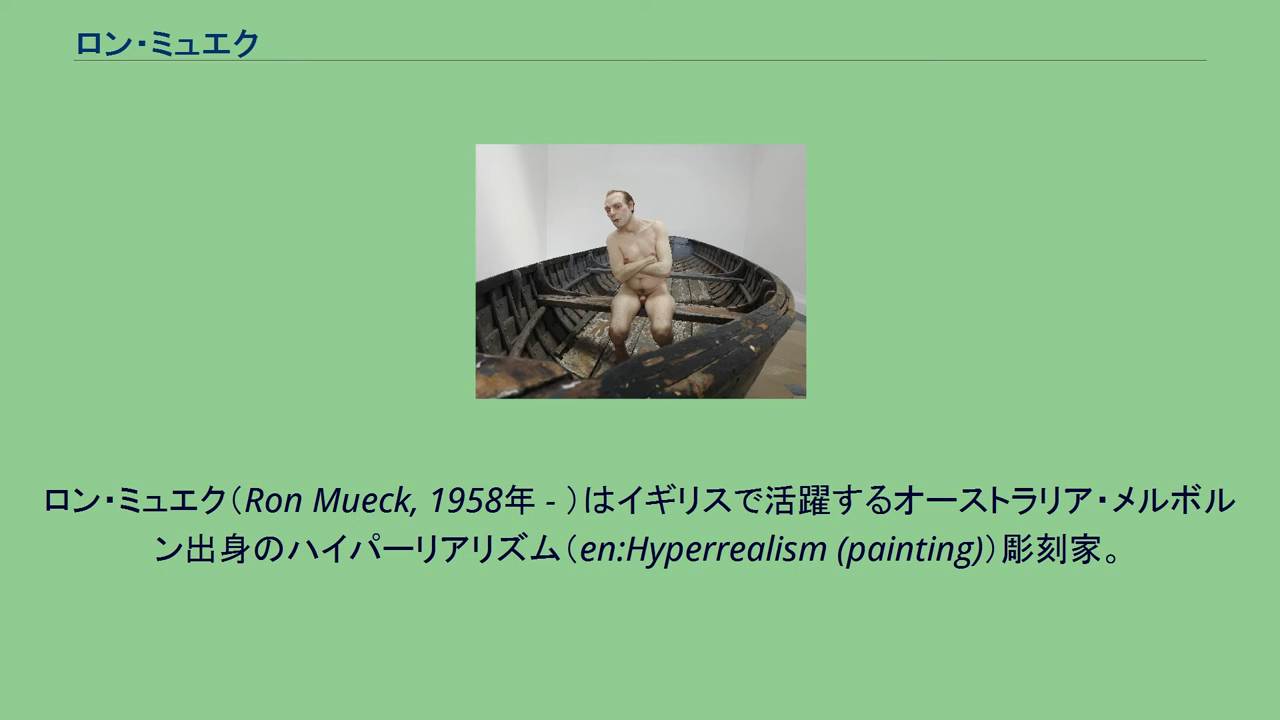 ロン・ミュエク
ロン・ミュエク（Ron Mueck, 1958年 - ）はイギリスで活躍するオーストラリア・メルボル
ン出身のハイパーリアリズム（en:Hyperrealism (painting)）彫刻家。